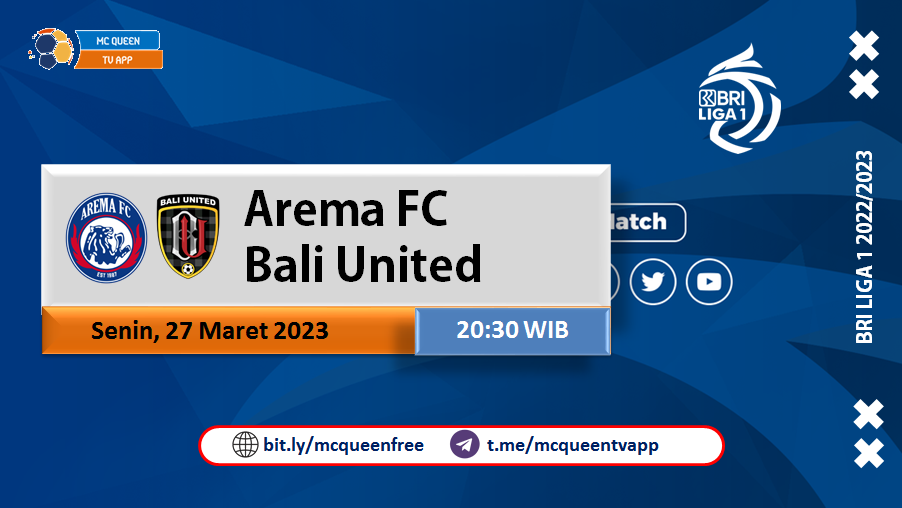 MC QUEEN
TV APP
BRI
LIGA 1
BRI LIGA 1 2022/2023
AREMA FC
EST 1987
BALI UNITED
Arema FC
Bali United
Match
Senin, 27 Maret 2023
20:30 WIB
bit.ly/mcqueenfree
t.me/mcqueentvapp